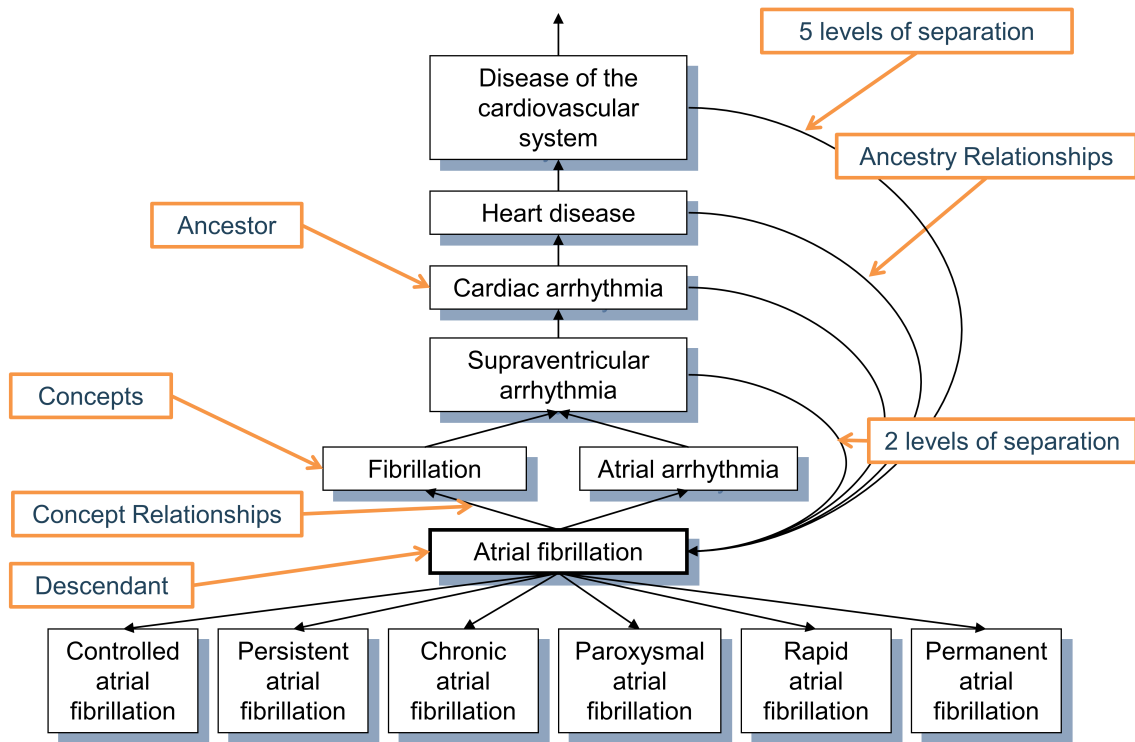 5 levels of separation
Disease of the
cardiovascular
system
Ancestry Relationships
Heart disease
Ancestor
Cardiac arrhythmia
Supraventricular
arrhythmia
Concepts
2 levels of separation
Fibrillation
Atrial arrhythmia
Concept Relationships
Atrial fibrillation
Descendant
Controlled
atrial
fibrillation
Persistent
atrial
fibrillation
Chronic
atrial
fibrillation
Paroxysmal
atrial
fibrillation
Rapid
atrial
fibrillation
Permanent
atrial
fibrillation